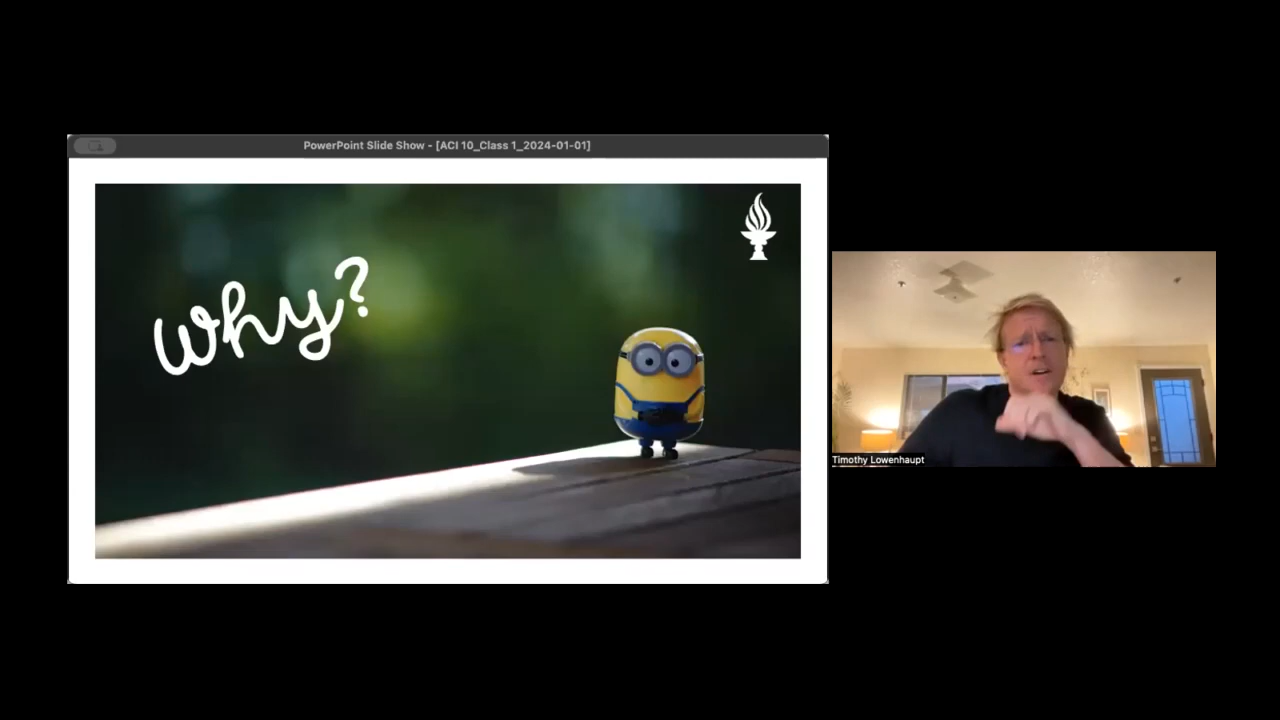 PowerPoint Slide Show - [ACI 10_Class 1_2024-01-01]
why?
Timothy Lowenhaupt